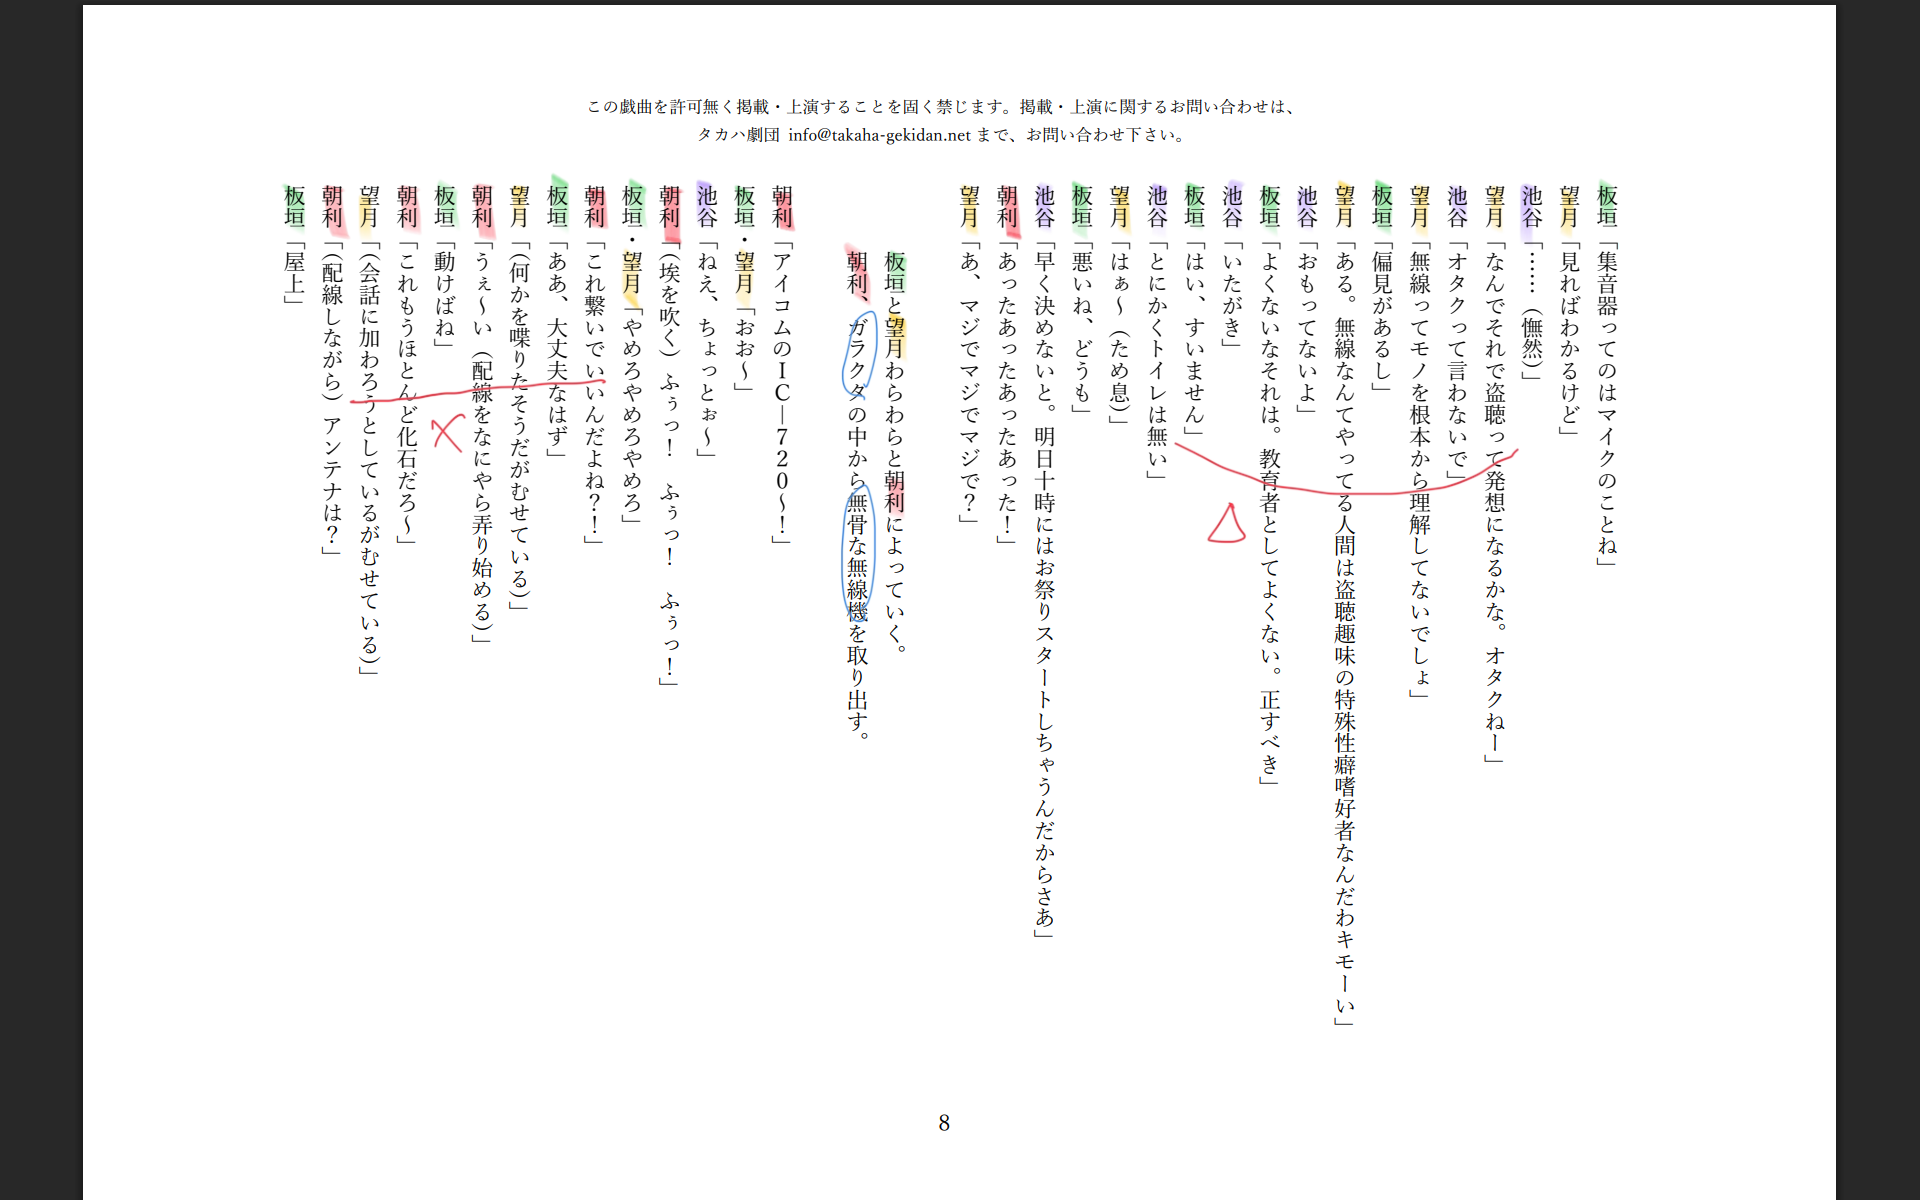 この戯曲を許可無く掲載・上演することを固く禁じます。掲載・上演に関するお問い合わせは、
タカハ劇団 info@takaha-gekidan.net まで、お問い合わせ下さい。
板垣「集音器ってのはマイクのことね」
望月「見ればわかるけど」
池谷「……（憮然）」
望月「なんでそれで盗聴って発想になるかな。オタクねー」
池谷「オタクって言わないで」
望月「無線ってモノを根本から理解してないでしょ」
板垣「偏見があるし」
望月「ある。無線なんてやってる人間は盗聴趣味の特殊性癖嗜好者なんだわキモーい」
池谷「おもってないよ」
板垣「よくないなそれは。教育者としてよくない。正すべき」
池谷「いたがき」
板垣「はい、すいません」
池谷「とにかくトイレは無い」
望月「はぁ～（ため息）」
板垣「悪いね、どうも」
池谷「早く決めないと。明日十時にはお祭りスタートしちゃうんだからさあ」
朝利「あったあったあったあったあった！」
望月「あ、マジでマジでマジで？」
板垣と望月わらわらと朝利によっていく。
朝利、ガラクタの中から無骨な無線機を取り出す。
朝利「アイコムのＩＣ―７２０～！」
板垣・望月「おお～」
池谷「ねえ、ちょっとぉ～」
朝利「（埃を吹く）ふぅっ！　ふぅっ！　ふぅっ！」
板垣・望月「やめろやめろやめろやめろ」
朝利「これ繋いでいいんだよね？！」
板垣「ああ、大丈夫なはず」
望月「（何かを喋りたそうだがむせている）」
朝利「うぇ～い（配線をなにやら弄り始める）」
板垣「動けばね」
朝利「これもうほとんど化石だろ～」
望月「（会話に加わろうとしているがむせている）」
朝利「（配線しながら）アンテナは？」
板垣「屋上」
8